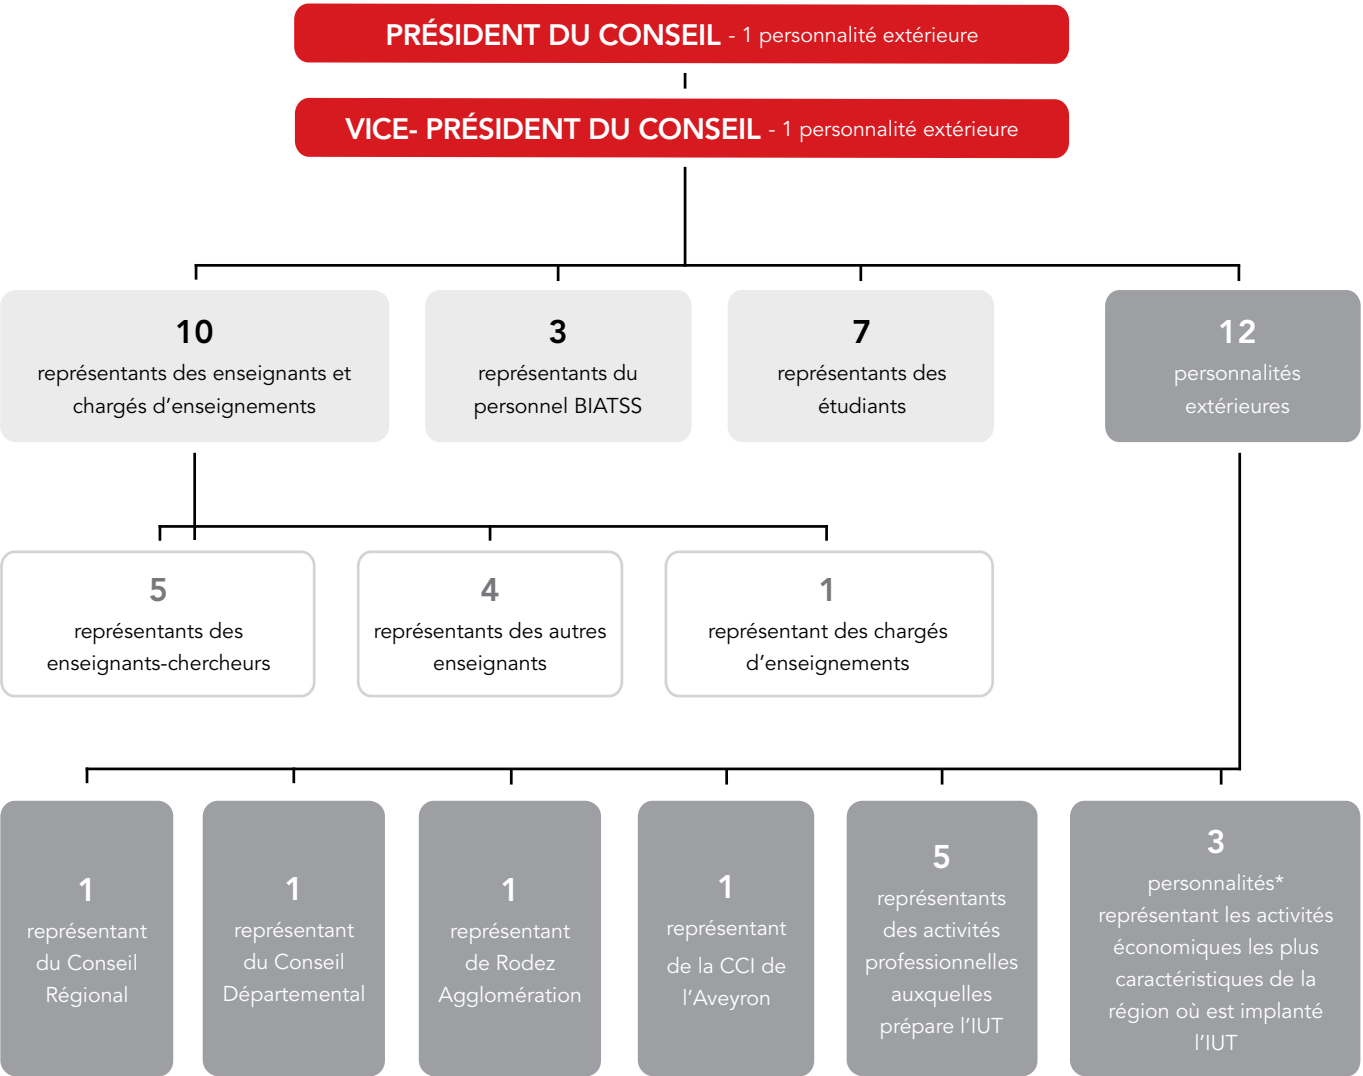 PRÉSIDENT DU CONSEIL - 1 personnalité extérieure
VICE- PRÉSIDENT DU CONSEIL - 1 personnalité extérieure
10
représentants des enseignants et
chargés d'enseignements
3
représentants du
personnel BIATSS
7
représentants des
étudiants
12
personnalités
extérieures
5
représentants des
enseignants-chercheurs
4
représentants des autres
enseignants
1
représentant des chargés
d'enseignements
1
représentant
du Conseil
Régional
1
représentant
du Conseil
Départemental
1
représentant
de Rodez
Agglomération
1
représentant
de la CCI de
l'Aveyron
5
représentants
des activités
professionnelles
auxquelles
prépare l'IUT
3
personnalités*
représentant les activités
économiques les plus
caractéristiques de la
région où est implanté
l'IUT